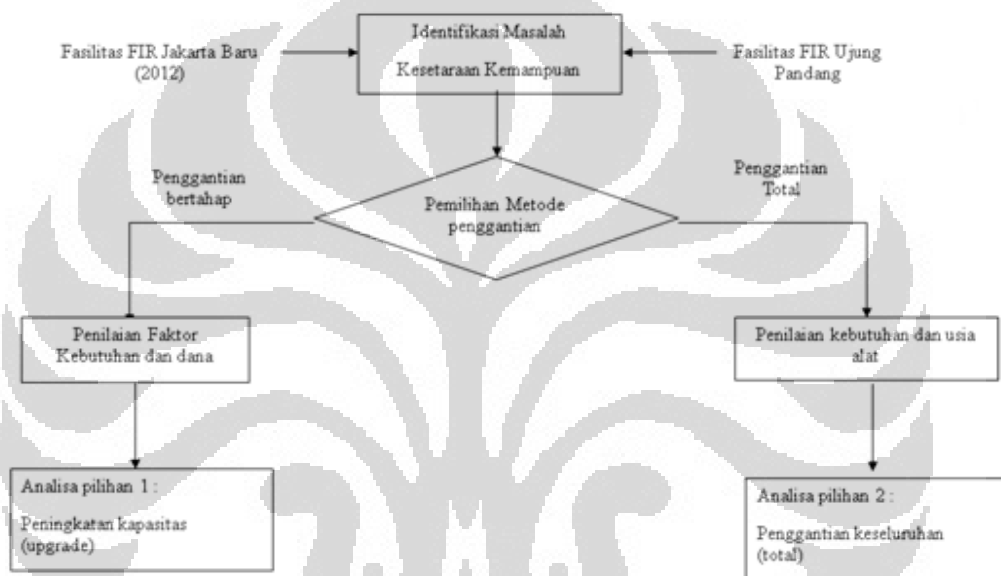 Identifikasi Masalah
Kesetaraan Kemampuan
Fasilitas FIR Jakarta Baru
(2012)
Fasilitas FIR Ujung
Pandang
Penggantian
bertahap
Pemilihan Metode
penggantian
Penggantian
Total
Penilaian Faktor
Kebutuhan dan dana
Penilaian kebutuhan dan usia
alat
Analisa pilihan 1 :
Peningkatan kapasitas
(upgrade)
Analisa pilihan 2 :
Penggantian keseluruhan
(total)